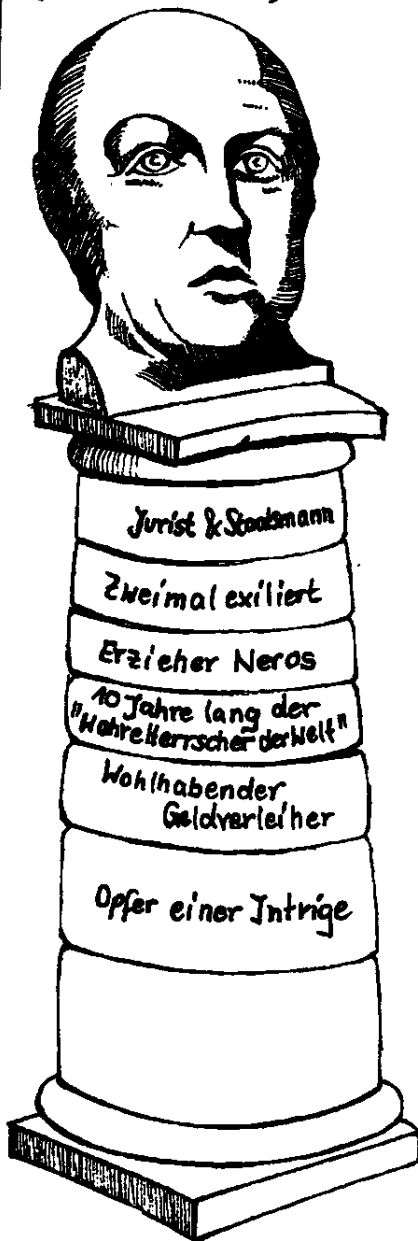 Jurist & Staatsmann
Zweimal exiliert
Erzieher Neros
10 Jahre lang der
"Wahre Herrscher der Welt"
Wohlhabender
Geldverleiher
Opfer einer Intrige